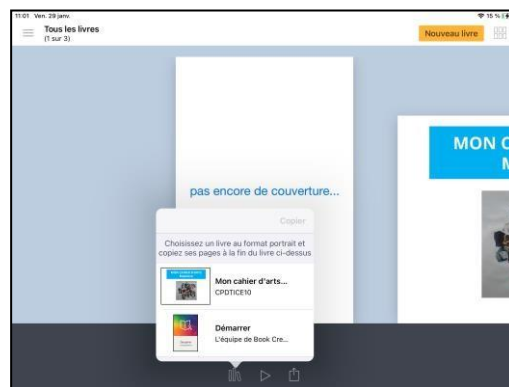 11:01 Ven. 29 janv.
15 %
Tous les livres
(1 sur 3)
Nouveau livre
pas encore de couverture...
MON C
M
Copier
Choisissez un livre au format portrait et
copiez ses pages à la fin du livre ci-dessus
Mon cahier d'arts...
CPDTICE10
Démarrer
L'équipe de Book Cre...